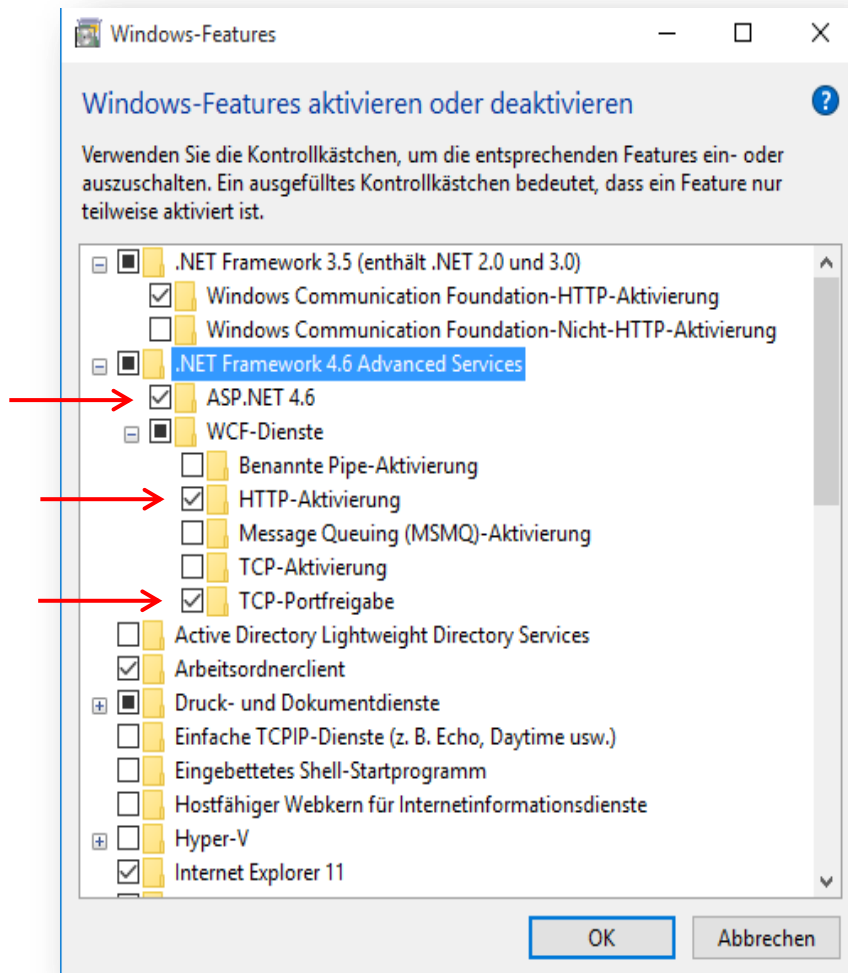 Windows-Features
Windows-Features aktivieren oder deaktivieren
Verwenden Sie die Kontrollkästchen, um die entsprechenden Features ein- oder
auszuschalten. Ein ausgefülltes Kontrollkästchen bedeutet, dass ein Feature nur
teilweise aktiviert ist.
.NET Framework 3.5 (enthält .NET 2.0 und 3.0)
Windows Communication Foundation-HTTP-Aktivierung
Windows Communication Foundation-Nicht-HTTP-Aktivierung
.NET Framework 4.6 Advanced Services
ASP.NET 4.6
WCF-Dienste
Benannte Pipe-Aktivierung
HTTP-Aktivierung
Message Queuing (MSMQ)-Aktivierung
TCP-Aktivierung
TCP-Portfreigabe
Active Directory Lightweight Directory Services
Arbeitsordnerclient
Druck- und Dokumentdienste
Einfache TCPIP-Dienste (z. B. Echo, Daytime usw.)
Eingebettetes Shell-Startprogramm
Hostfähiger Webkern für Internetinformationsdienste
Hyper-V
Internet Explorer 11
OK
Abbrechen